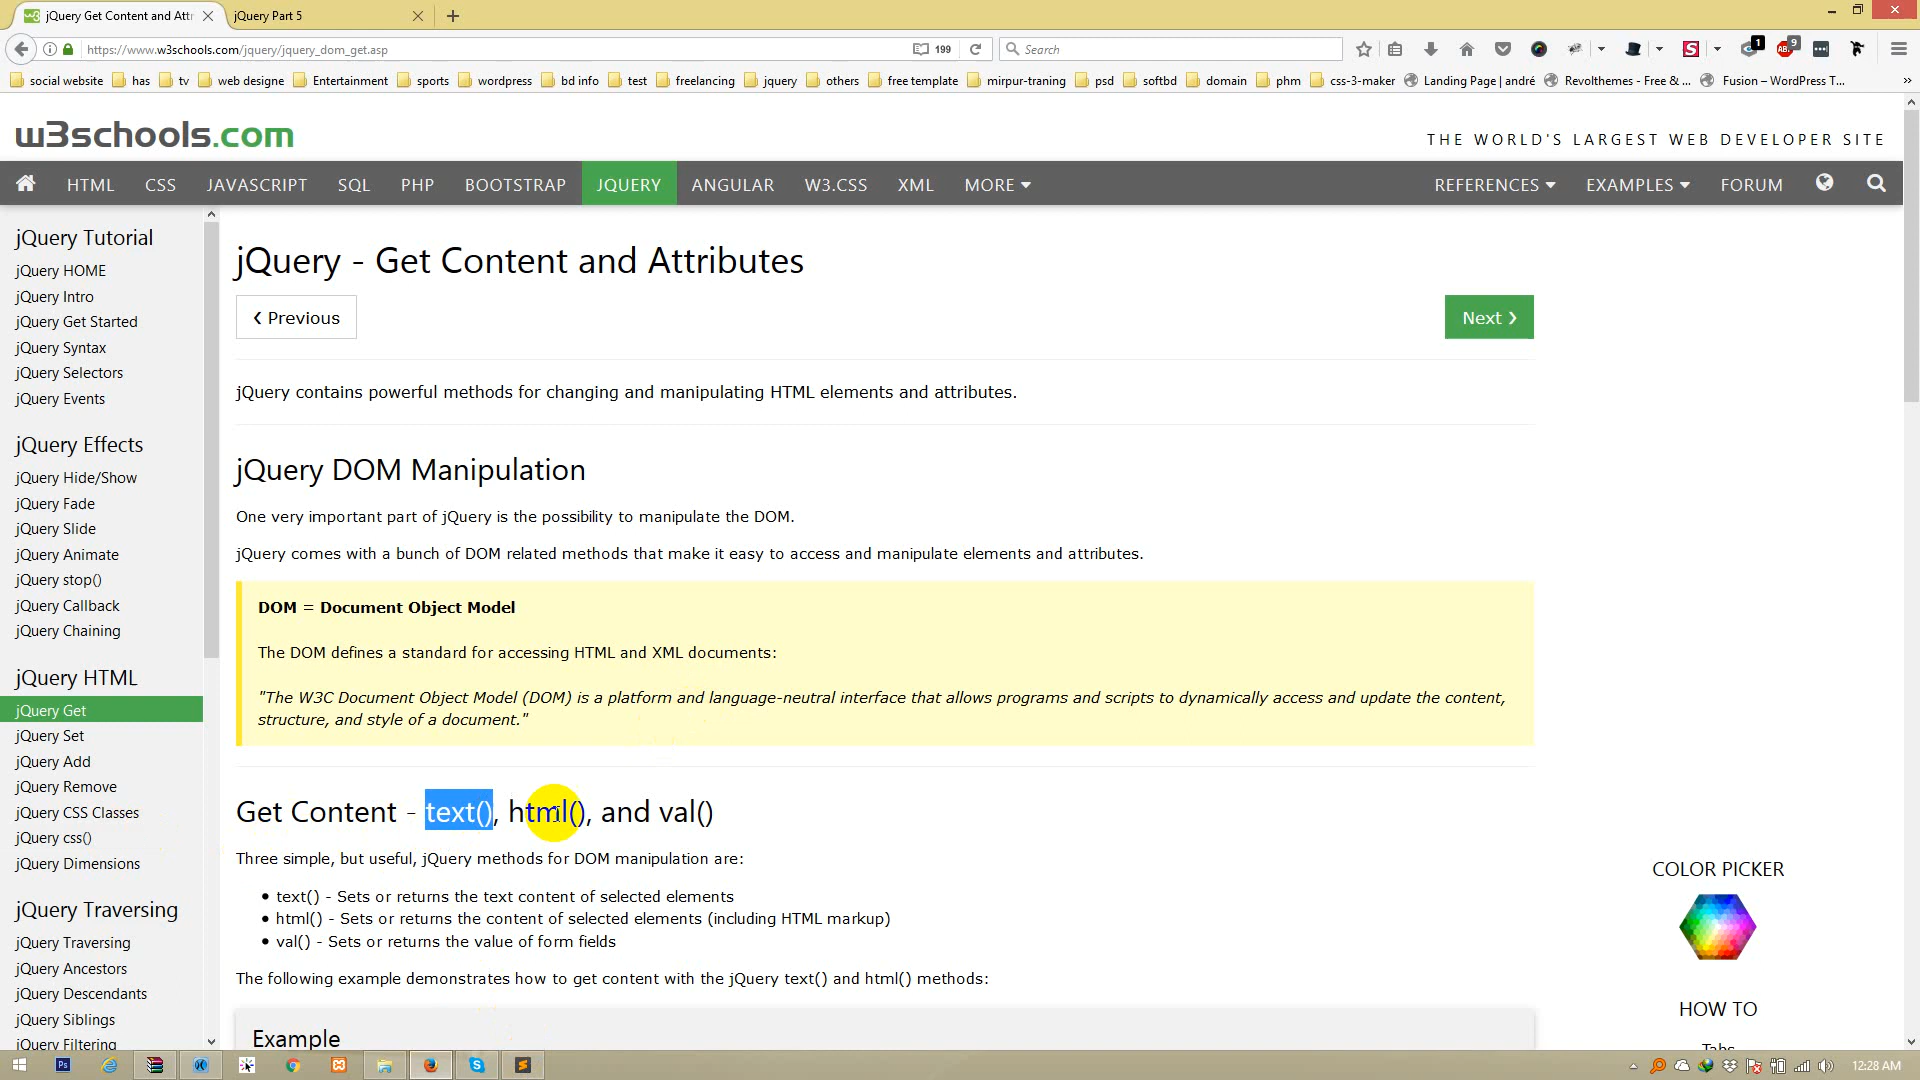 jQuery Get Content and Attr
jQuery Part 5
https://www.w3schools.com/jquery/jquery_dom_get.asp
199
Search
1
9
social website
has
tv
web designe
Entertainment
sports
wordpress
bd info
test
freelancing
jquery
others
free template
mirpur-traning
psd
softbd
domain
phm
css-3-maker
Landing Page | andré
Revolthemes - Free & ...
Fusion – WordPress T...
w3schools.com
THE WORLD'S LARGEST WEB DEVELOPER SITE
HTML
CSS
JAVASCRIPT
SQL
PHP
BOOTSTRAP
JQUERY
ANGULAR
W3.CSS
XML
MORE
REFERENCES
EXAMPLES
FORUM
jQuery Tutorial
jQuery HOME
jQuery Intro
jQuery Get Started
jQuery Syntax
jQuery Selectors
jQuery Events
jQuery Effects
jQuery Hide/Show
jQuery Fade
jQuery Slide
jQuery Animate
jQuery stop()
jQuery Callback
jQuery Chaining
jQuery HTML
jQuery Get
jQuery Set
jQuery Add
jQuery Remove
jQuery CSS Classes
jQuery css()
jQuery Dimensions
jQuery Traversing
jQuery Traversing
jQuery Ancestors
jQuery Descendants
jQuery Siblings
jQuery Filtering
jQuery - Get Content and Attributes
❮ Previous
Next ❯
jQuery contains powerful methods for changing and manipulating HTML elements and attributes.
jQuery DOM Manipulation
One very important part of jQuery is the possibility to manipulate the DOM.
jQuery comes with a bunch of DOM related methods that make it easy to access and manipulate elements and attributes.
DOM = Document Object Model
The DOM defines a standard for accessing HTML and XML documents:
"The W3C Document Object Model (DOM) is a platform and language-neutral interface that allows programs and scripts to dynamically access and update the content,
structure, and style of a document."
Get Content - text(), html(), and val()
Three simple, but useful, jQuery methods for DOM manipulation are:
• text() - Sets or returns the text content of selected elements
• html() - Sets or returns the content of selected elements (including HTML markup)
• val() - Sets or returns the value of form fields
The following example demonstrates how to get content with the jQuery text() and html() methods:
Example
COLOR PICKER
HOW TO
Tabs
12:28 AM